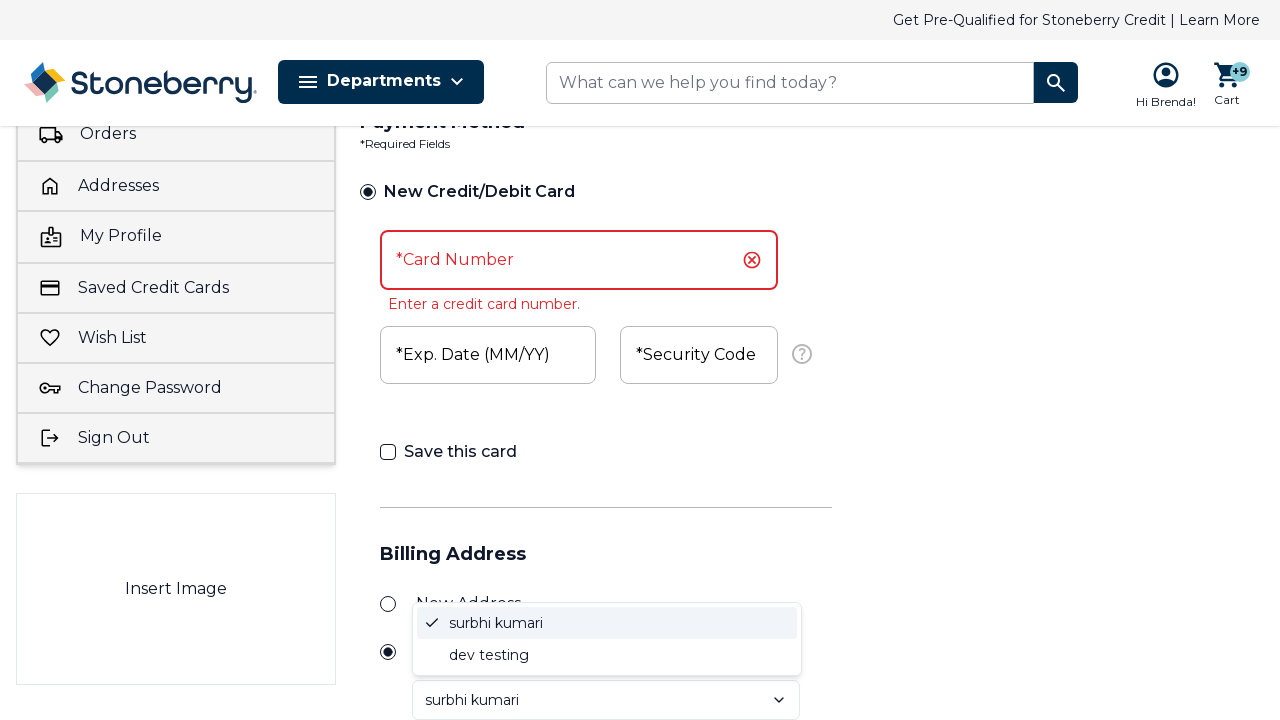 Get Pre-Qualified for Stoneberry Credit | Learn More
Stoneberry
Departments
What can we help you find today?
Hi Brenda!
+9
Cart
Orders
Addresses
My Profile
Saved Credit Cards
Wish List
Change Password
Sign Out
Insert Image
Payment Method
*Required Fields
New Credit/Debit Card
*Card Number
Enter a credit card number.
*Exp. Date (MM/YY)
*Security Code
Save this card
Billing Address
New Address
surbhi kumari
dev testing
surbhi kumari